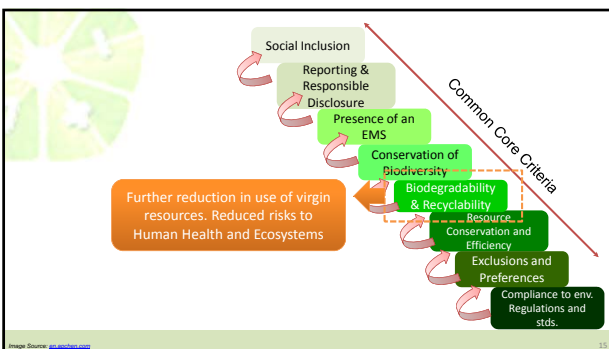 Social Inclusion
Reporting &
Responsible
Disclosure
Presence of an
EMS
Conservation of
Biodiversity
Common Core Criteria
Further reduction in use of virgin
resources. Reduced risks to
Human Health and Ecosystems
Biodegradability
& Recyclability
Resource
Conservation and
Efficiency
Exclusions and
Preferences
Compliance to env.
Regulations and
stds.
Image Source: en.apchen.com
15